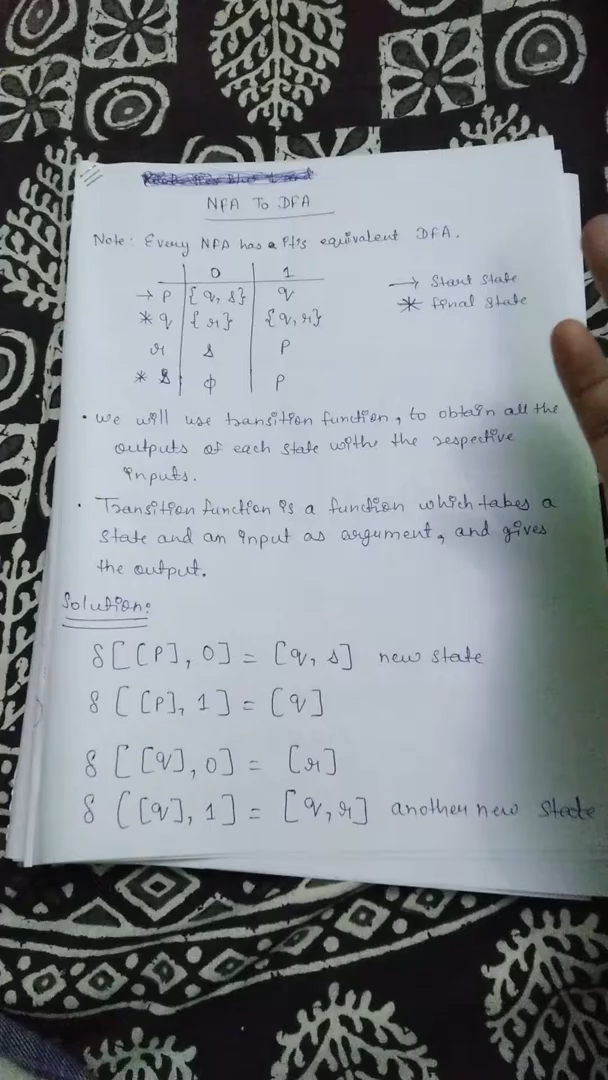 NFA TO DFA
Note: Every NFA has a it's equivalent DFA.
0 1
→ p {q, s} q
* q {r} {q, r}
r s p
* s ϕ p
→ Start state
* final state
• we will use transition function, to obtain all the
outputs of each state withs the respective
inputs.
• Transition function is a function which takes a
state and an input as argument, and gives
the output.
Solution:
δ[[p], 0] = [q, s] new state
δ[[p], 1] = [q]
δ[[q], 0] = [r]
δ([q], 1] = [q, r] another new state